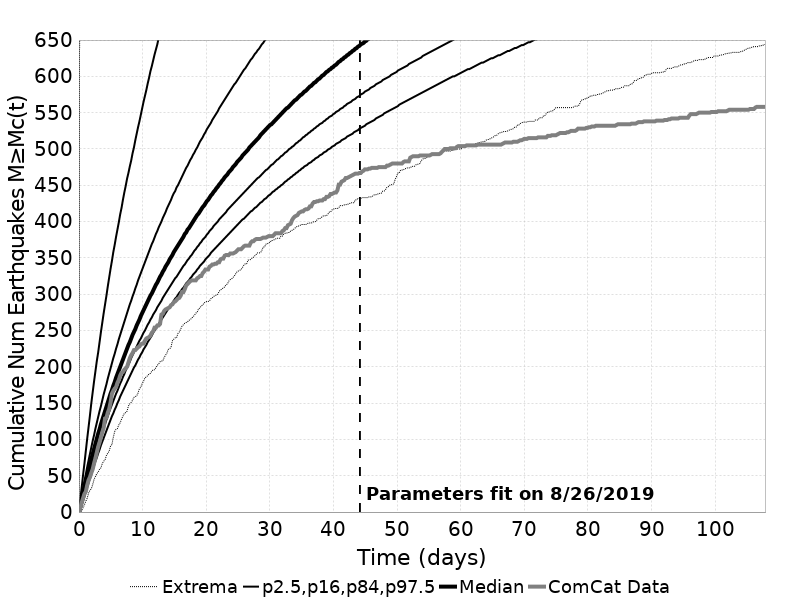 Cumulative Num Earthquakes M≥Mc(t)
650
600
550
500
450
400
350
300
250
200
150
100
50
0
Parameters fit on 8/26/2019
0 10 20 30 40 50 60 70 80 90 100
Time (days)
Extrema p2.5,p16,p84,p97.5 Median ComCat Data